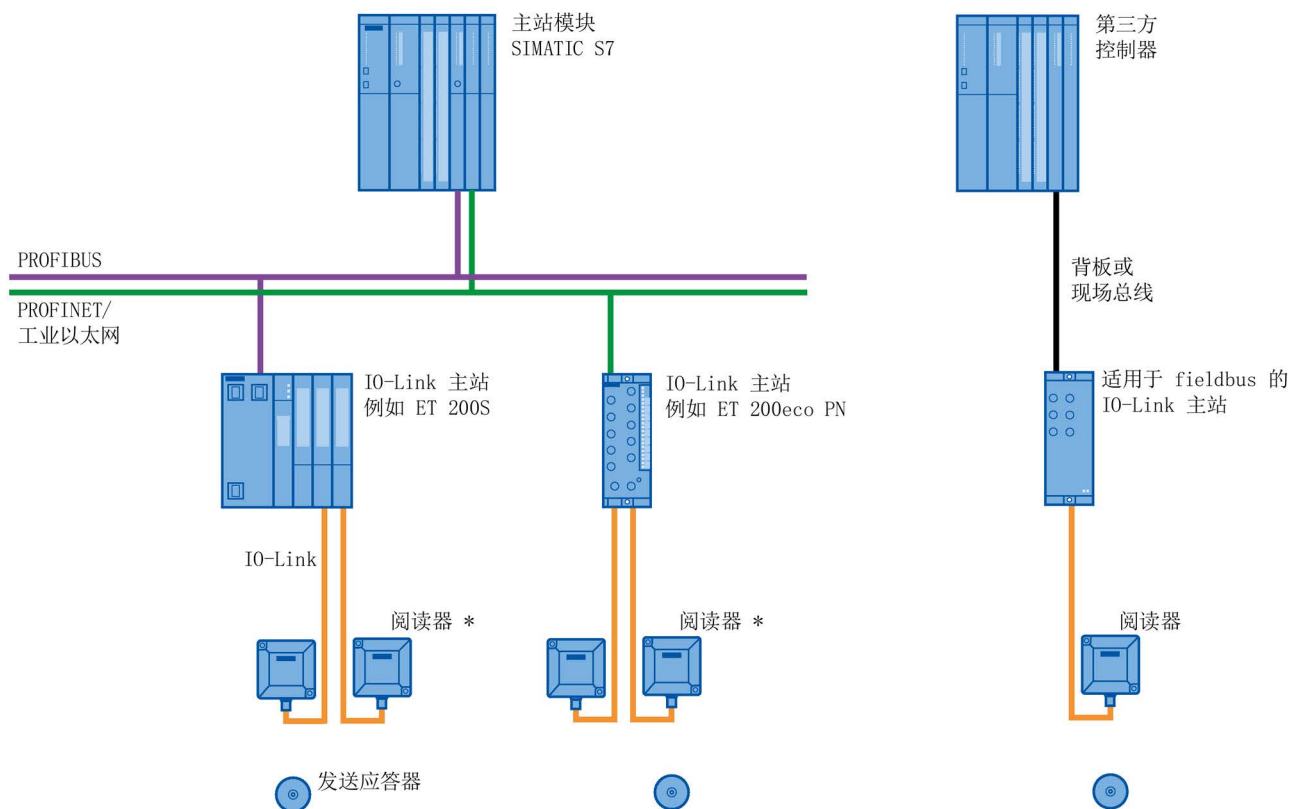 主站模块
SIMATIC S7
第三方
控制器
PROFIBUS
PROFINET/
工业以太网
背板或
现场总线
IO-Link 主站
例如 ET 200S
IO-Link 主站
例如 ET 200eco PN
适用于 fieldbus 的
IO-Link 主站
IO-Link
阅读器 *
阅读器 *
阅读器
发送应答器